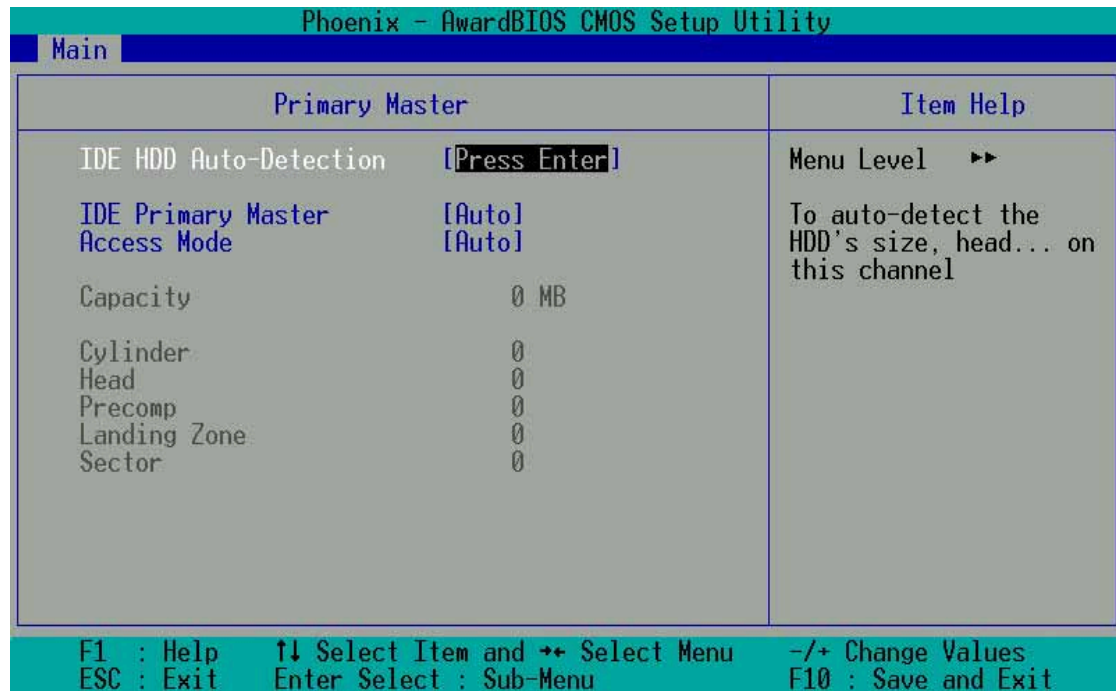 Phoenix - AwardBIOS CMOS Setup Utility
Main
Primary Master
IDE HDD Auto-Detection [Press Enter]
IDE Primary Master [Auto]
Access Mode [Auto]
Capacity 0 MB
Cylinder 0
Head 0
Precomp 0
Landing Zone 0
Sector 0
Item Help
Menu Level ▸▸
To auto-detect the
HDD's size, head... on
this channel
F1 : Help ↑↓ Select Item and →← Select Menu -/+ Change Values
ESC : Exit Enter Select : Sub-Menu F10 : Save and Exit